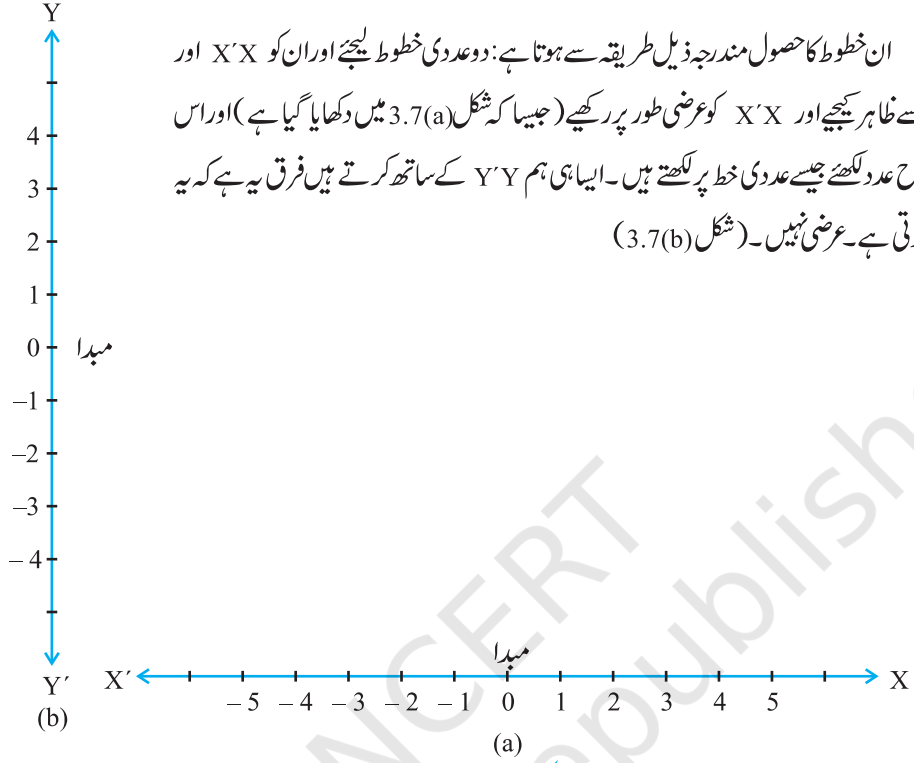 ان خطوط کا حصول مندرجہ ذیل طریقہ سے ہوتا ہے: دو عددی خطوط لیجئے اور ان کو X′X اور
سے ظاہر کیجیے اور X′X کو عرضی طور پر رکھیے (جیسا کہ شکل 3.7(a) میں دکھایا گیا ہے) اور اس
عدد لکھئے جیسے عددی خط پر لکھتے ہیں۔ ایسا ہی ہم Y′Y کے ساتھ کرتے ہیں فرق یہ ہے کہ یہ
ہے۔ عرضی نہیں۔ (شکل 3.7(b))
Y
4
3
2
1
0 مبدا
–1
–2
–3
– 4
Y′
(b)
مبدا
X′ X
– 5 – 4 – 3 – 2 – 1 0 1 2 3 4 5
(a)
NCERT
republish